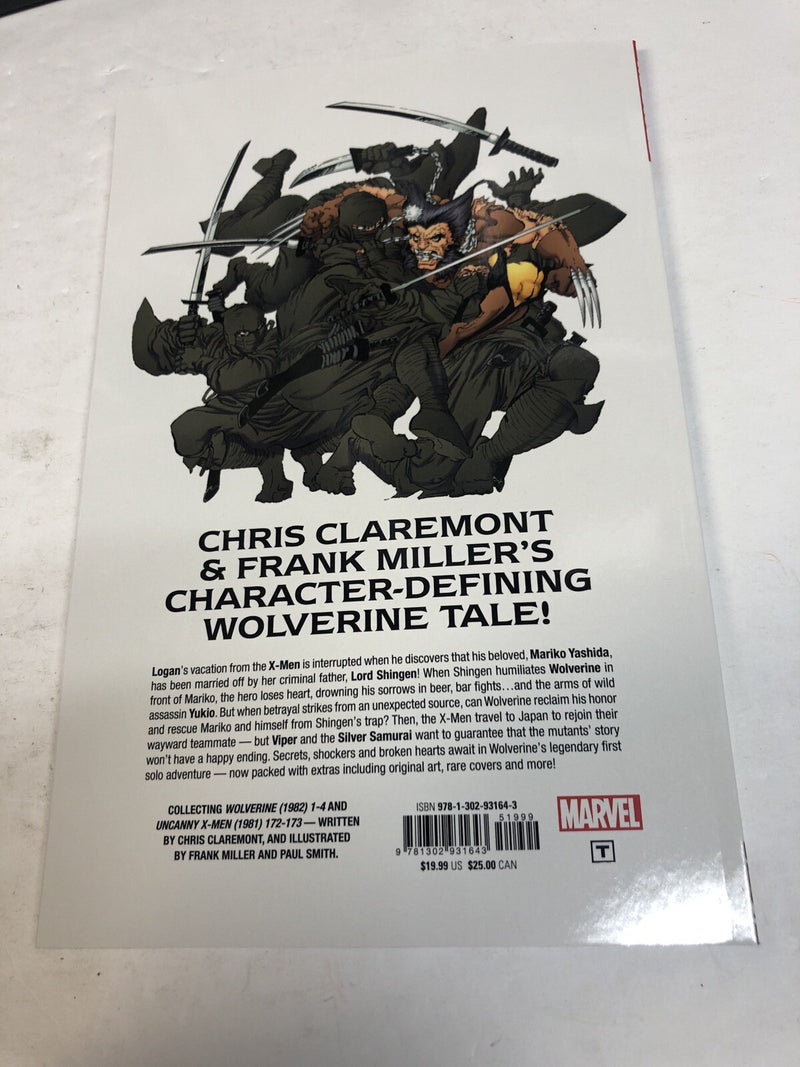 CHRIS CLAREMONT
& FRANK MILLER'S
CHARACTER-DEFINING
WOLVERINE TALE!
Logan's vacation from the X-Men is interrupted when he discovers that his beloved, Mariko Yashida,
has been married off by her criminal father, Lord Shingen! When Shingen humiliates Wolverine in
front of Mariko, the hero loses heart, drowning his sorrows in beer, bar fights...and the arms of wild
assassin Yukio. But when betrayal strikes from an unexpected source, can Wolverine reclaim his honor
and rescue Mariko and himself from Shingen's trap? Then, the X-Men travel to Japan to rejoin their
wayward teammate — but Viper and the Silver Samurai want to guarantee that the mutants' story
won't have a happy ending. Secrets, shockers and broken hearts await in Wolverine's legendary first
solo adventure — now packed with extras including original art, rare covers and more!
COLLECTING WOLVERINE (1982) 1-4 AND
UNCANNY X-MEN (1981) 172-173 — WRITTEN
BY CHRIS CLAREMONT, AND ILLUSTRATED
BY FRANK MILLER AND PAUL SMITH.
ISBN 978-1-302-93164-3
51999
9 781302 931643
$19.99 US $25.00 CAN
MARVEL
T